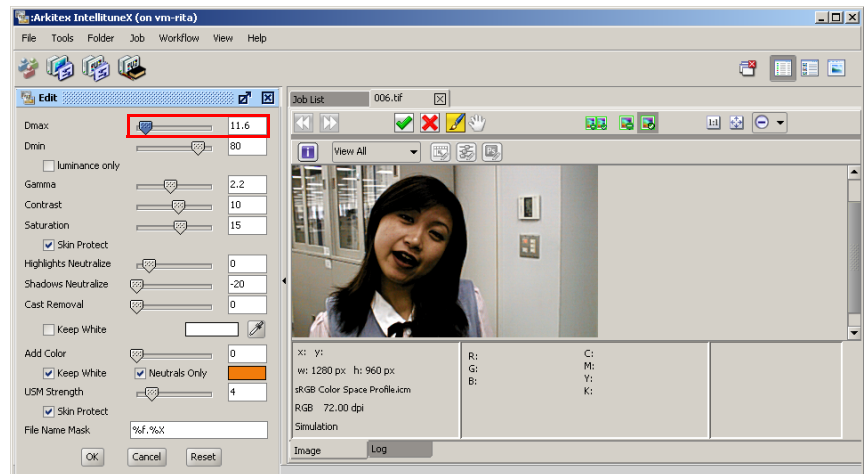 :Arkitex IntellituneX (on vm-rita)
File Tools Folder Job Workflow View Help
Edit
Dmax 11.6
Dmin 80
luminance only
Gamma 2.2
Contrast 10
Saturation 15
Skin Protect
Highlights Neutralize 0
Shadows Neutralize -20
Cast Removal 0
Keep White
Add Color 0
Keep White Neutrals Only
USM Strength 4
Skin Protect
File Name Mask %f.%X
OK Cancel Reset
Job List 006.tif
1:1
View All
x: y:
w: 1280 px h: 960 px
sRGB Color Space Profile.icm
RGB 72.00 dpi
Simulation
R:
G:
B:
C:
M:
Y:
K:
Image Log